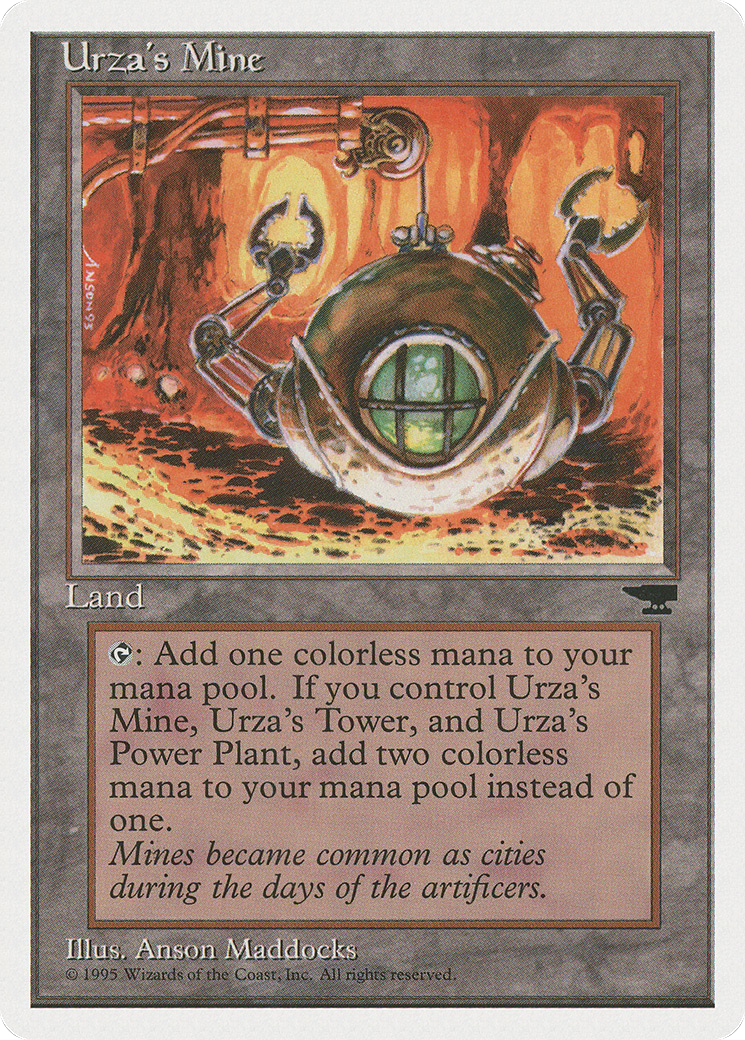 Urza's Mine
ANSON93
Land
: Add one colorless mana to your
mana pool. If you control Urza's
Mine, Urza's Tower, and Urza's
Power Plant, add two colorless
mana to your mana pool instead of
one.
Mines became common as cities
during the days of the artificers.
Illus. Anson Maddocks
© 1995 Wizards of the Coast, Inc. All rights reserved.